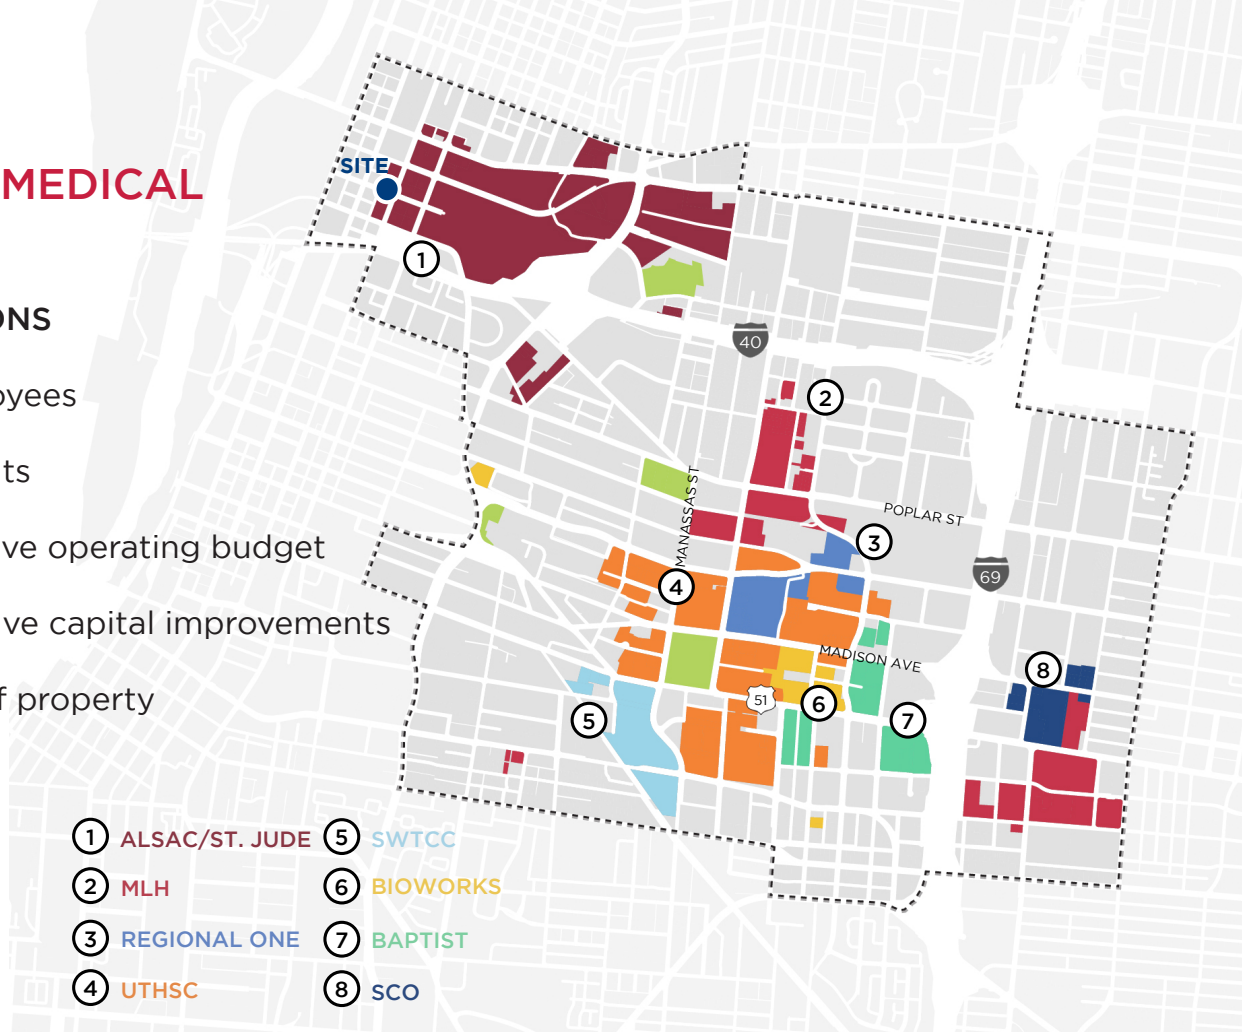 MEDICAL
ONS
oyees
ts
ve operating budget
ve capital improvements
f property
SITE
1
40
2
MANASSAS ST
POPLAR ST
3
4
69
MADISON AVE
8
51
6
5
7
1 ALSAC/ST. JUDE
2 MLH
3 REGIONAL ONE
4 UTHSC
5 SWTCC
6 BIOWORKS
7 BAPTIST
8 SCO